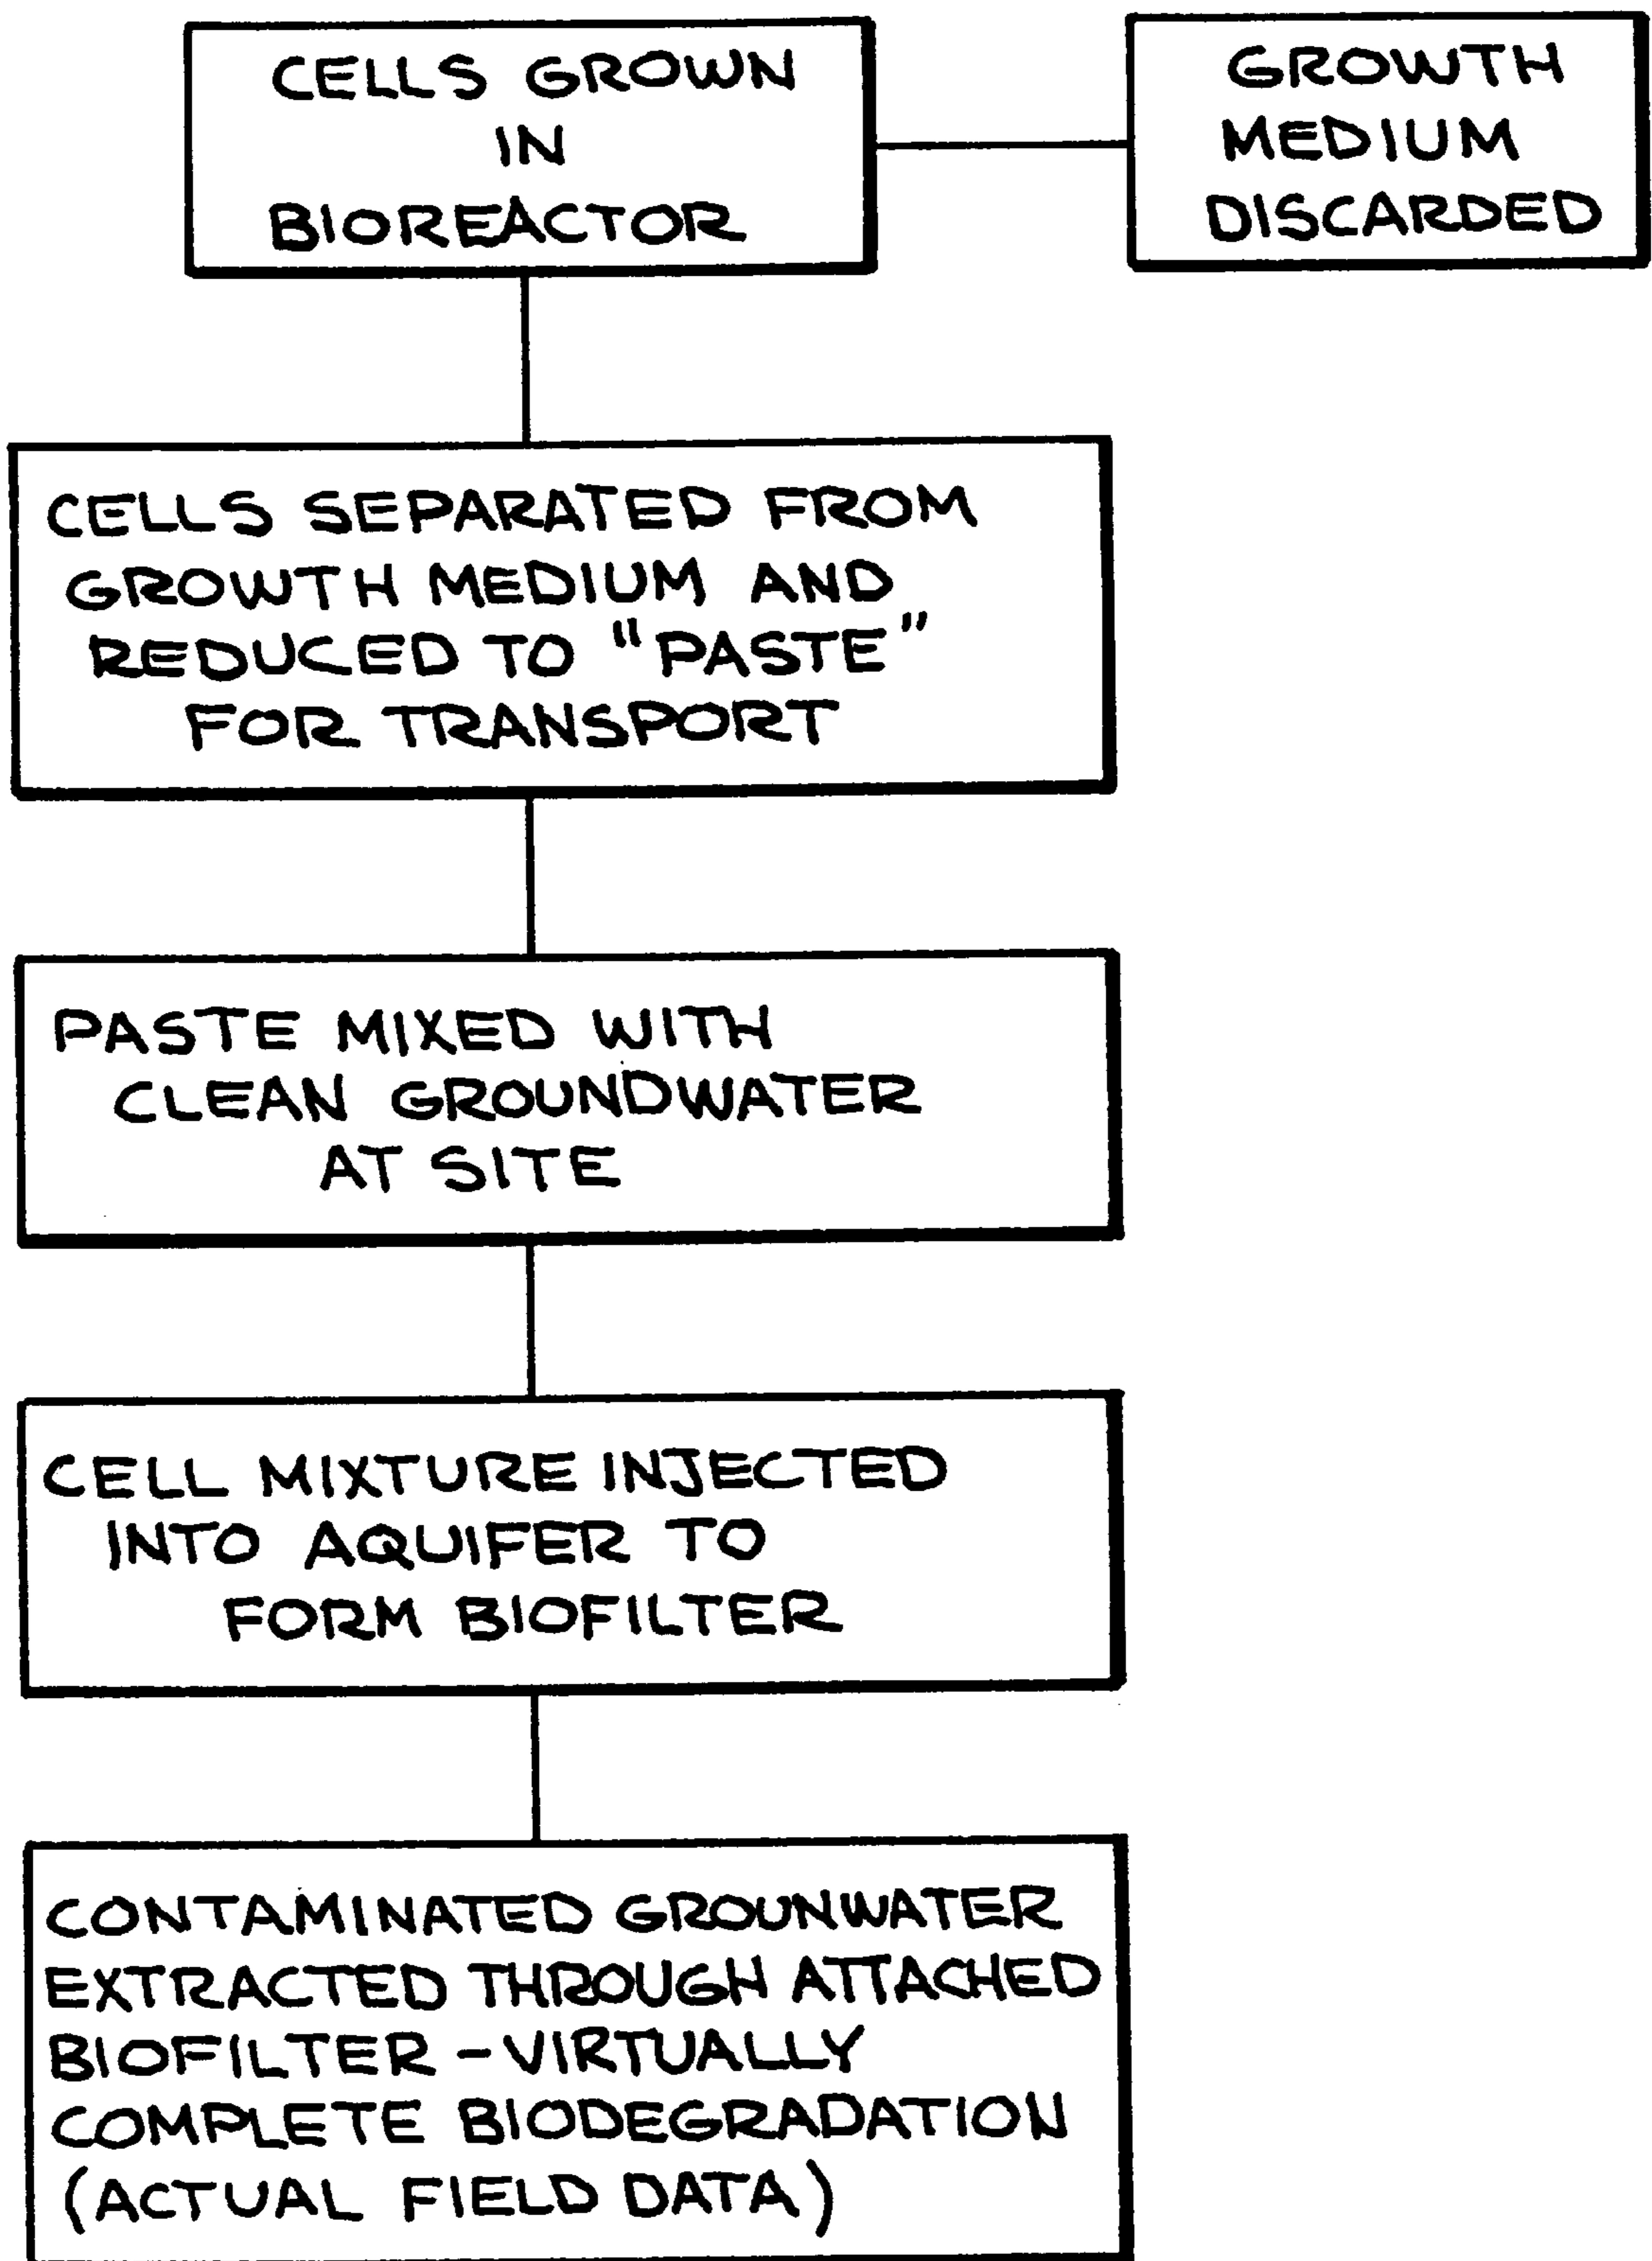 CELLS GROWN
IN
BIOREACTOR
GROWTH
MEDIUM
DISCARDED
CELLS SEPARATED FROM
GROWTH MEDIUM AND
REDUCED TO "PASTE"
FOR TRANSPORT
PASTE MIXED WITH
CLEAN GROUNDWATER
AT SITE
CELL MIXTURE INJECTED
INTO AQUIFER TO
FORM BIOFILTER
CONTAMINATED GROUNWATER
EXTRACTED THROUGH ATTACHED
BIOFILTER - VIRTUALLY
COMPLETE BIODEGRADATION
(ACTUAL FIELD DATA)